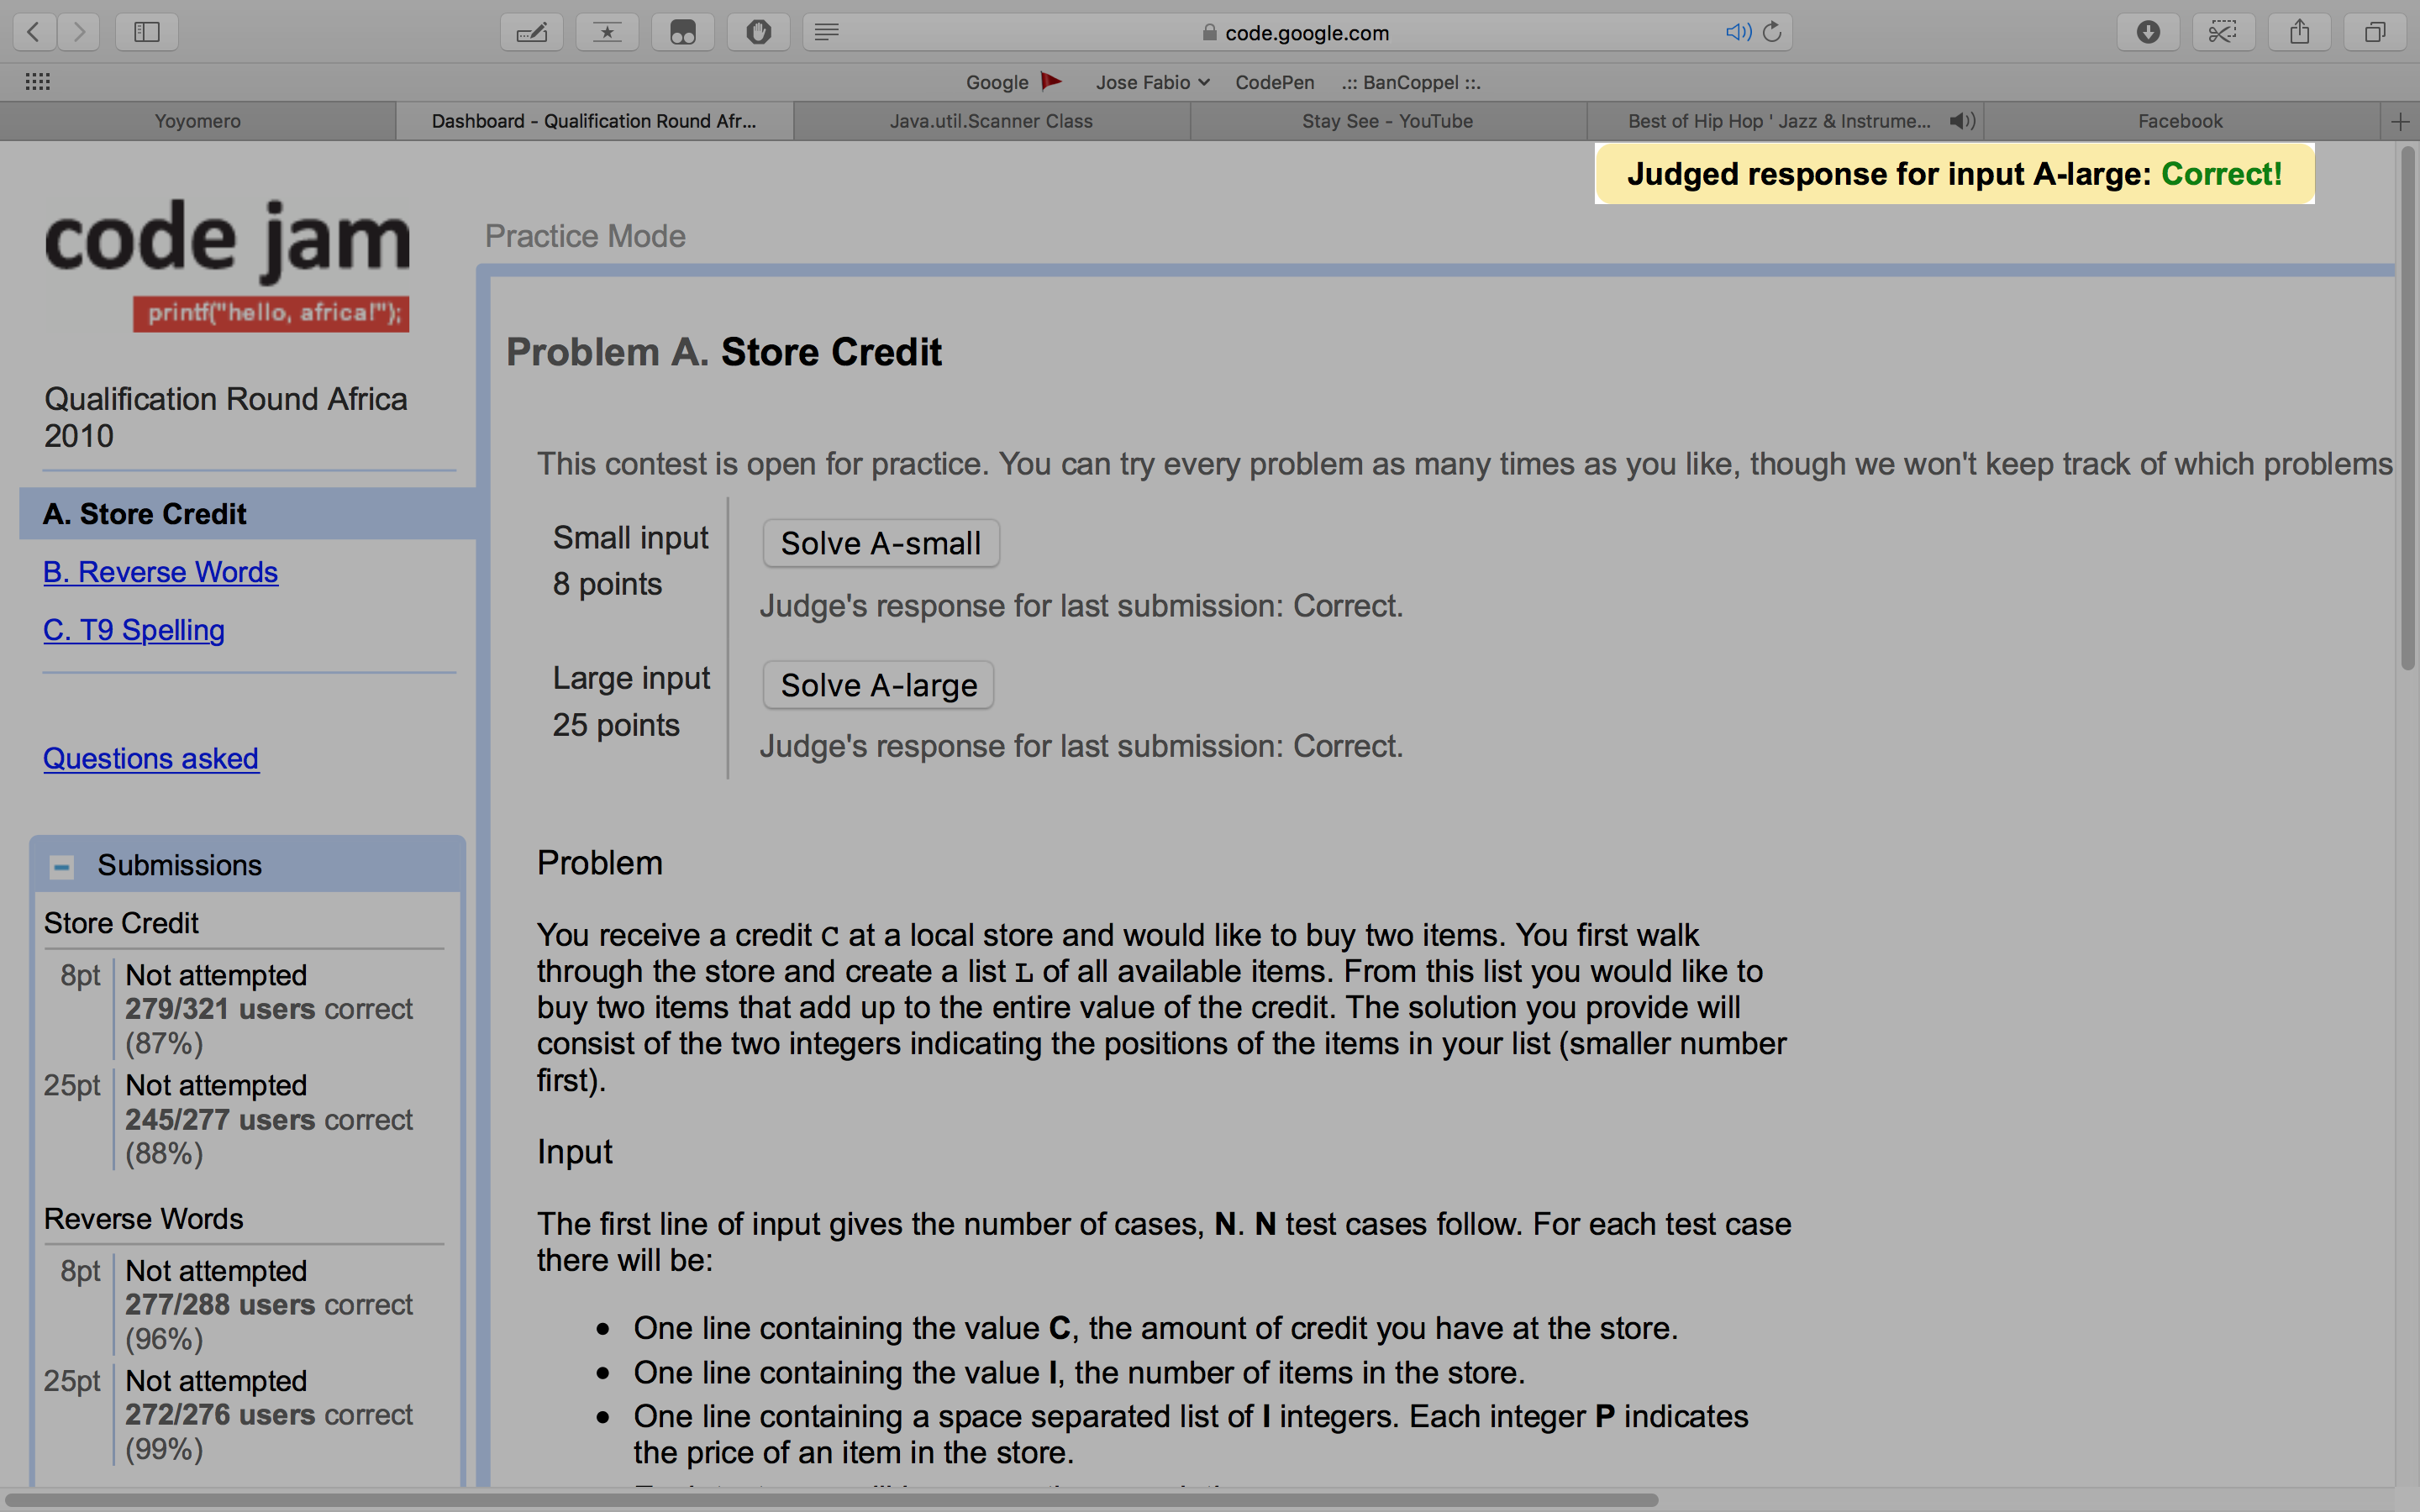 code.google.com
Google
Jose Fabio
CodePen
.:: BanCoppel ::.
Yoyomero
Dashboard - Qualification Round Afr...
Java.util.Scanner Class
Stay See - YouTube
Best of Hip Hop ' Jazz & Instrume...
Facebook
Judged response for input A-large: Correct!
code jam
printf("hello, africa!");
Qualification Round Africa
2010
A. Store Credit
B. Reverse Words
C. T9 Spelling
Questions asked
Submissions
Store Credit
8pt Not attempted
279/321 users correct
(87%)
25pt Not attempted
245/277 users correct
(88%)
Reverse Words
8pt Not attempted
277/288 users correct
(96%)
25pt Not attempted
272/276 users correct
(99%)
Practice Mode
Problem A. Store Credit
This contest is open for practice. You can try every problem as many times as you like, though we won't keep track of which problems
Small input
8 points
Solve A-small
Judge's response for last submission: Correct.
Large input
25 points
Solve A-large
Judge's response for last submission: Correct.
Problem
You receive a credit C at a local store and would like to buy two items. You first walk
through the store and create a list L of all available items. From this list you would like to
buy two items that add up to the entire value of the credit. The solution you provide will
consist of the two integers indicating the positions of the items in your list (smaller number
first).
Input
The first line of input gives the number of cases, N. N test cases follow. For each test case
there will be:
• One line containing the value C, the amount of credit you have at the store.
• One line containing the value I, the number of items in the store.
• One line containing a space separated list of I integers. Each integer P indicates
the price of an item in the store.